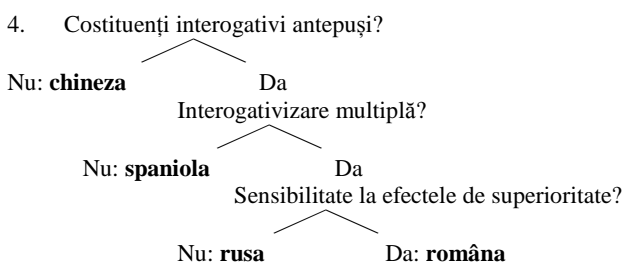 4. Costituenți interogativi antepuși?
Nu: chineza Da
Interogativizare multiplă?
Nu: spaniola Da
Sensibilitate la efectele de superioritate?
Nu: rusa Da: româna